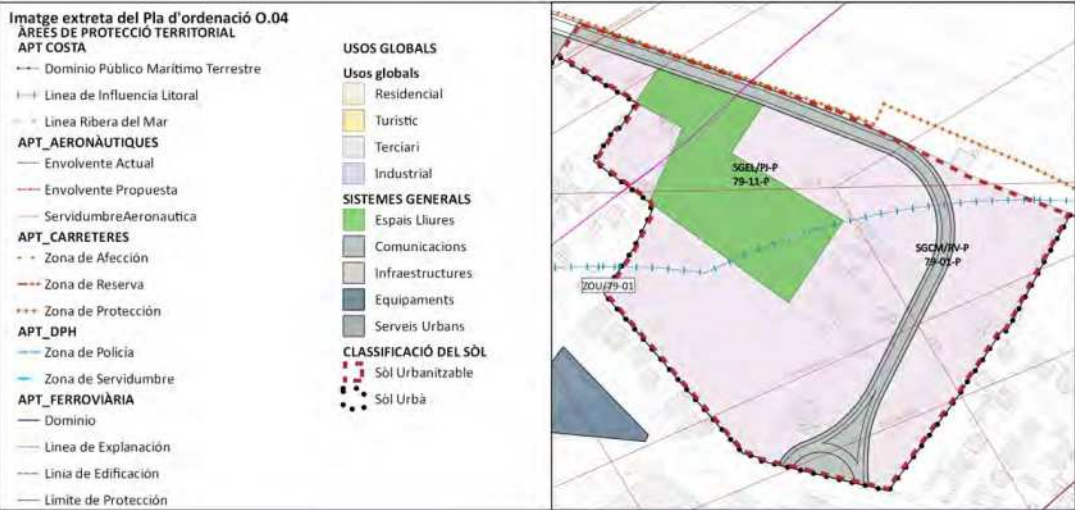 Imatge extreta del Pla d'ordenació O.04
ÀREES DE PROTECCIÓ TERRITORIAL
APT COSTA
Dominio Público Marítimo Terrestre
Linea de Influencia Litoral
Linea Ribera del Mar
APT_AERONÀUTIQUES
Envolvente Actual
Envolvente Propuesta
ServidumbreAeronautica
APT_CARRETERES
Zona de Afección
Zona de Reserva
Zona de Protección
APT_DPH
Zona de Policía
Zona de Servidumbre
APT_FERROVIÀRIA
Dominio
Linea de Explanación
Linia de Edificación
Límite de Protección
USOS GLOBALS
Usos globals
Residencial
Turístic
Terciari
Industrial
SISTEMES GENERALS
Espais Lliures
Comunicacions
Infraestructures
Equipaments
Serveis Urbans
CLASSIFICACIÓ DEL SÒL
Sòl Urbanitzable
Sòl Urbà
SGEL/PJ-P
79-11-P
SGCM/RV-P
79-01-P
ZOU/79-01